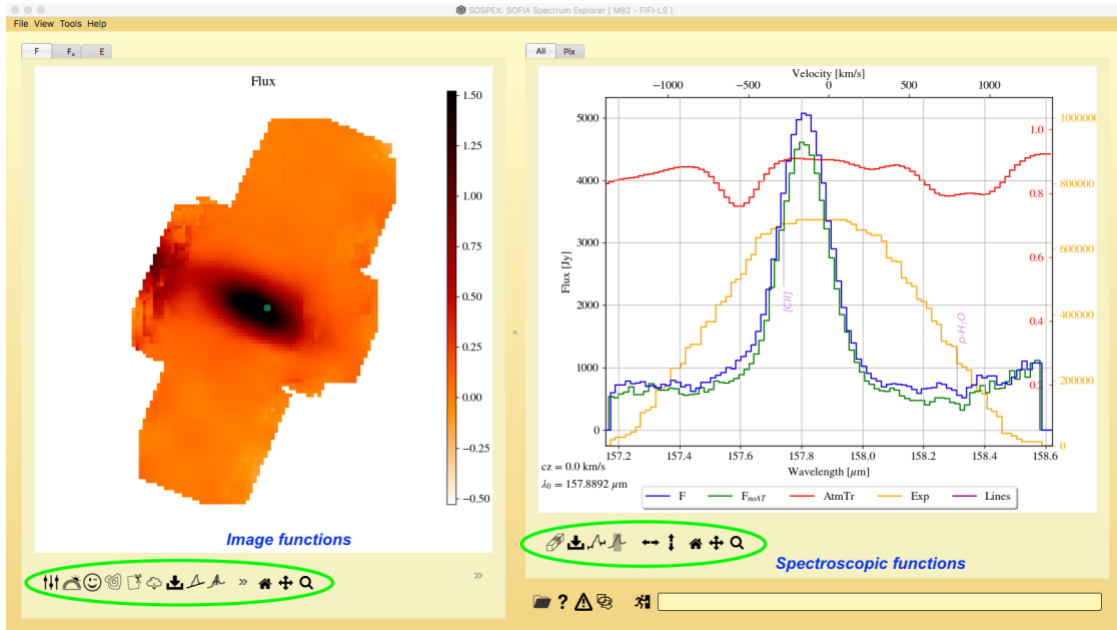 SOSPEX: SOFIA Spectrum Explorer [ M82 - FIFI-LS ]
File View Tools Help
F Fu E
Flux
1.50
1.25
1.00
0.75
0.50
0.25
0.00
−0.25
−0.50
Image functions
»
»
All Pix
Velocity [km/s]
−1000 −500 0 500 1000
Flux [Jy]
5000
4000
3000
2000
1000
0
1.0
0.8
0.6
0.4
0.2
1000000
800000
600000
400000
200000
0
[CII]
p-H2O
157.2 157.4 157.6 157.8 158.0 158.2 158.4 158.6
Wavelength [μm]
cz = 0.0 km/s
λ0 = 157.8892 μm
F FnoAT AtmTr Exp Lines
Spectroscopic functions
?